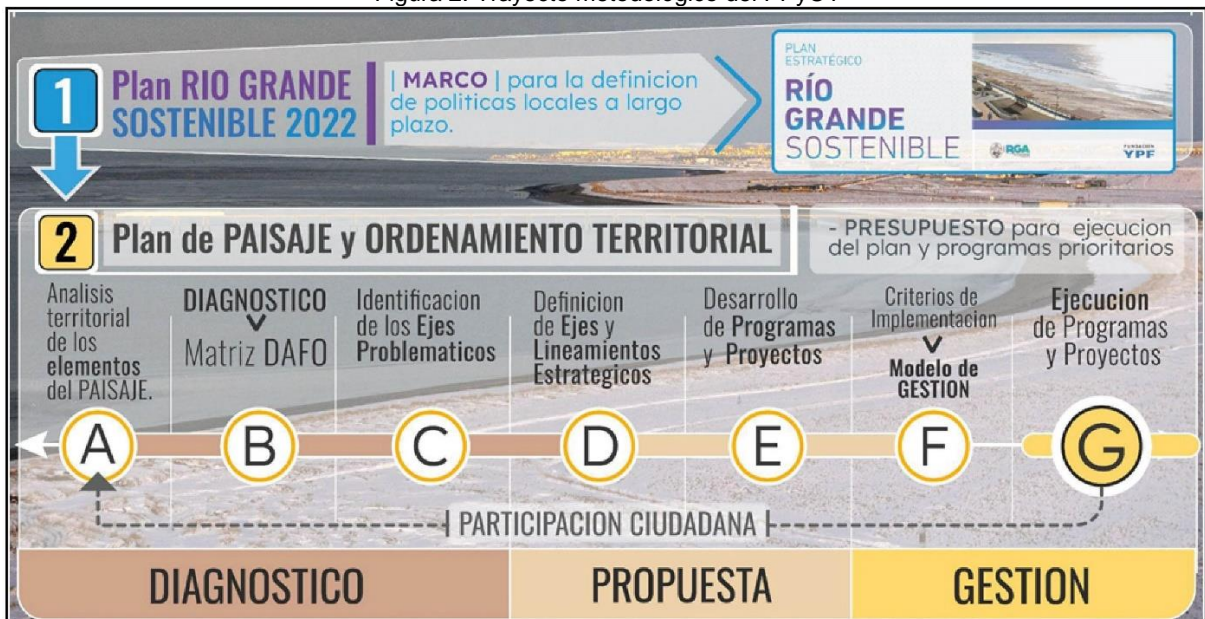 1
Plan RIO GRANDE
SOSTENIBLE 2022
| MARCO | para la definicion
de politicas locales a largo
plazo.
PLAN
ESTRATÉGICO
RÍO
GRANDE
SOSTENIBLE
RGA
FUNDACIÓN
YPF
2
Plan de PAISAJE y ORDENAMIENTO TERRITORIAL
- PRESUPUESTO para ejecucion
del plan y programas prioritarios
Analisis
territorial
de los
elementos
del PAISAJE.
DIAGNOSTICO
Matriz DAFO
Identificacion
de los Ejes
Problematicos
Definicion
de Ejes y
Lineamientos
Estrategicos
Desarrollo
de Programas
y Proyectos
Criterios de
Implementacion
Modelo de
GESTION
Ejecucion
de Programas
y Proyectos
A
B
C
D
E
F
G
| PARTICIPACION CIUDADANA |
DIAGNOSTICO
PROPUESTA
GESTION